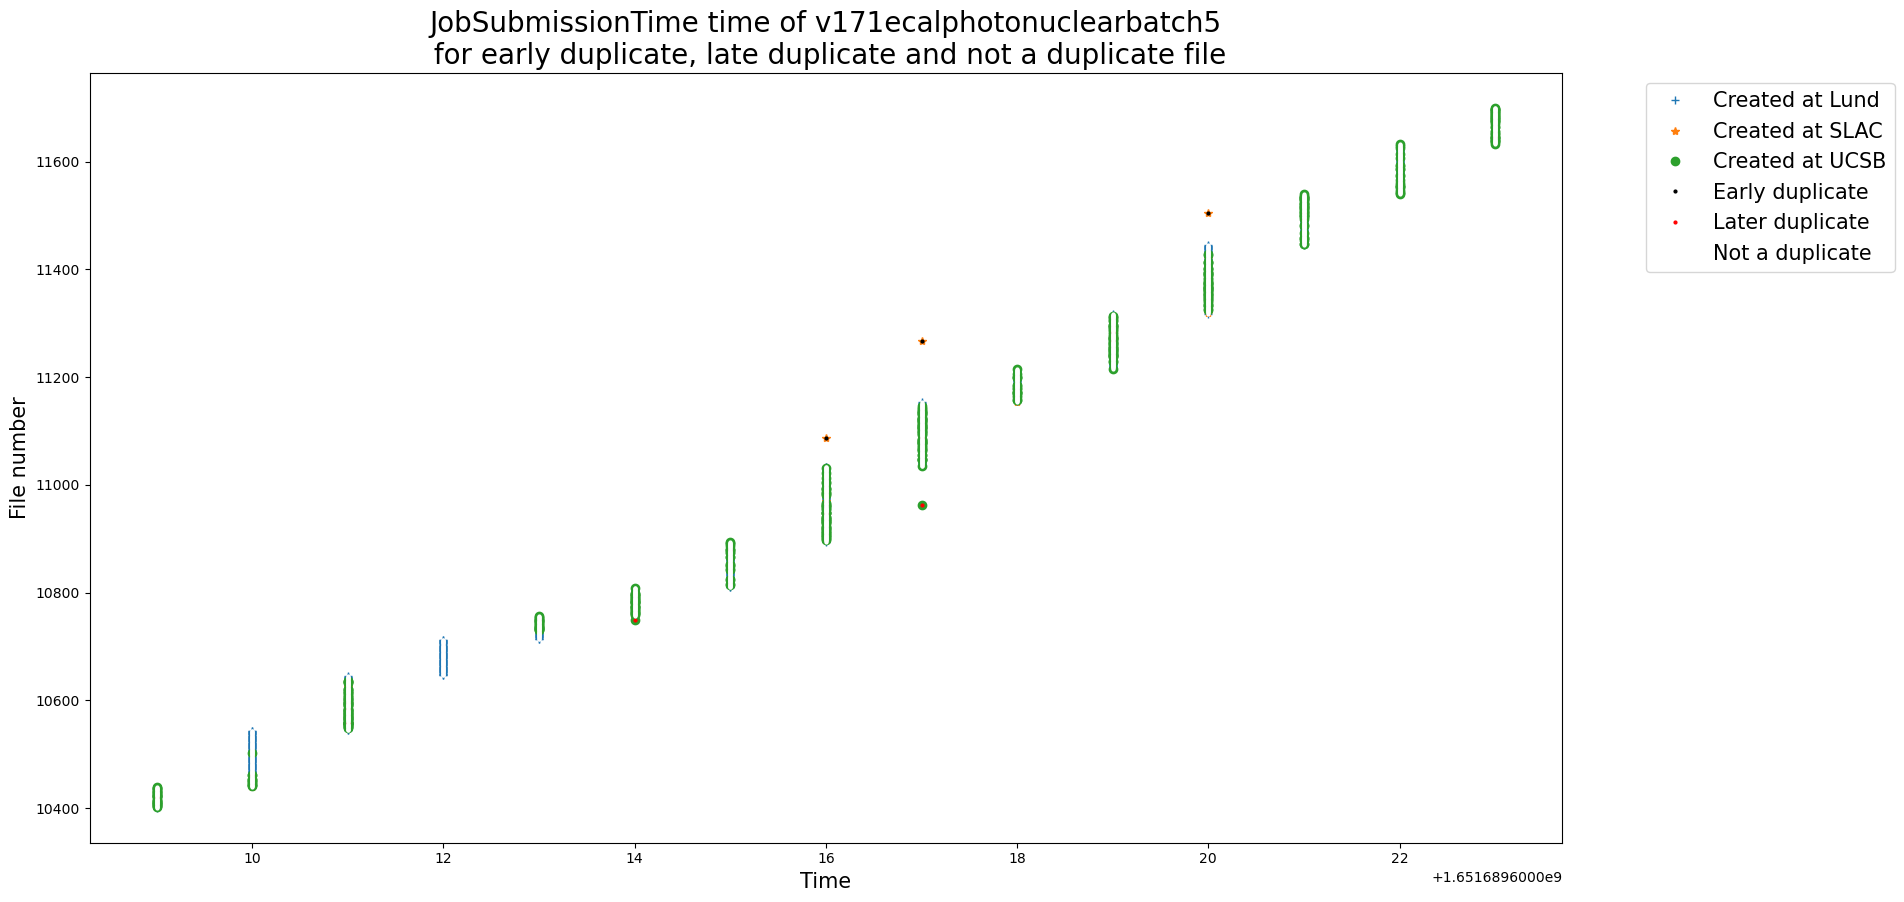 JobSubmissionTime time of v171ecalphotonuclearbatch5
for early duplicate, late duplicate and not a duplicate file
Created at Lund
Created at SLAC
Created at UCSB
Early duplicate
Later duplicate
Not a duplicate
File number
11600
11400
11200
11000
10800
10600
10400
10 12 14 16 18 20 22
Time
+1.6516896000e9